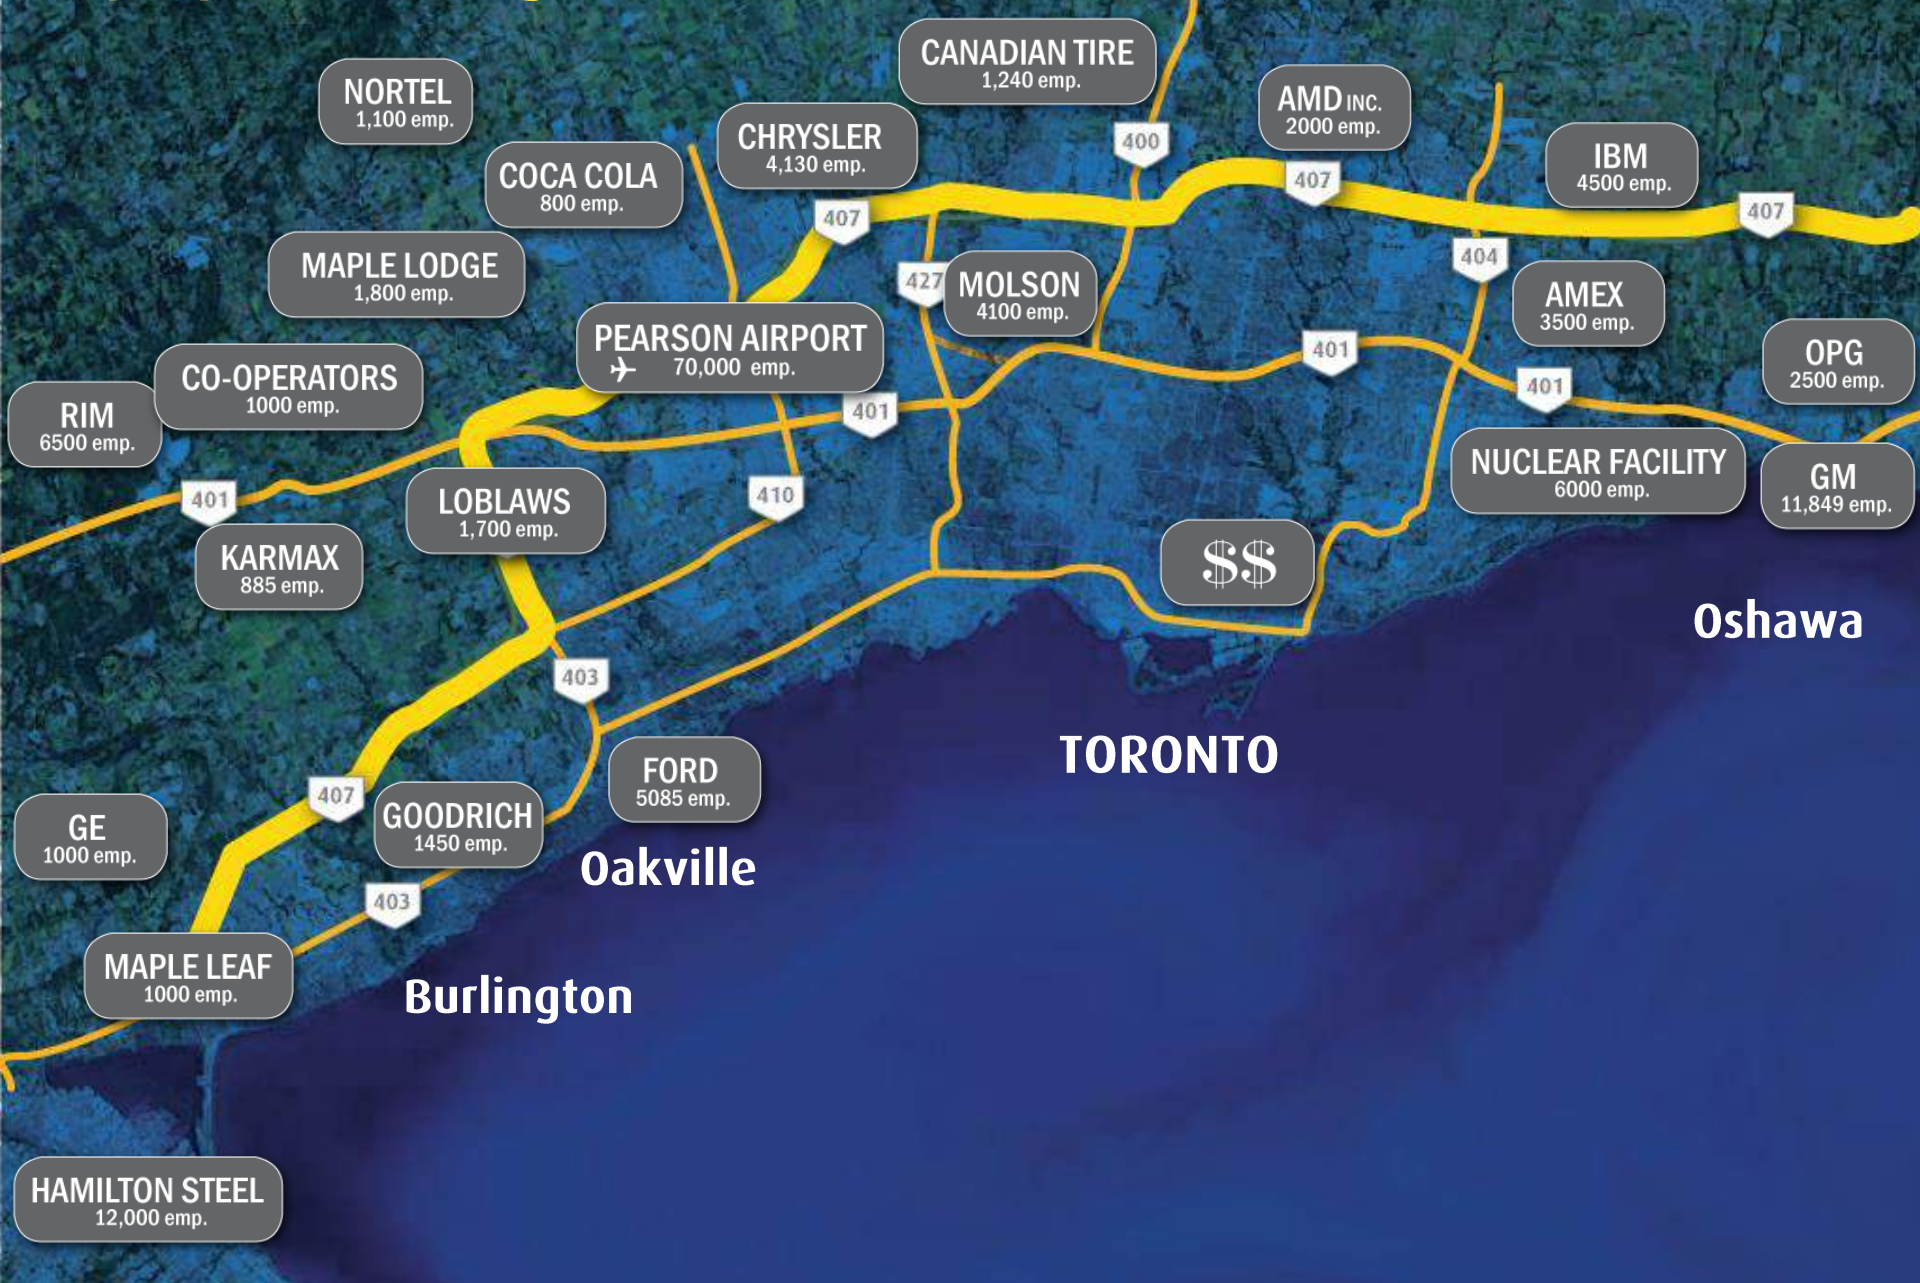 CANADIAN TIRE
1,240 emp.
NORTEL
1,100 emp.
AMD INC.
2000 emp.
CHRYSLER
4,130 emp.
400
IBM
4500 emp.
COCA COLA
800 emp.
407
407
407
MAPLE LODGE
1,800 emp.
427
MOLSON
4100 emp.
404
AMEX
3500 emp.
PEARSON AIRPORT
70,000 emp.
401
OPG
2500 emp.
CO-OPERATORS
1000 emp.
RIM
6500 emp.
401
401
NUCLEAR FACILITY
6000 emp.
GM
11,849 emp.
401
LOBLAWS
1,700 emp.
410
KARMAX
885 emp.
$$
Oshawa
403
TORONTO
FORD
5085 emp.
407
GOODRICH
1450 emp.
GE
1000 emp.
Oakville
403
MAPLE LEAF
1000 emp.
Burlington
HAMILTON STEEL
12,000 emp.